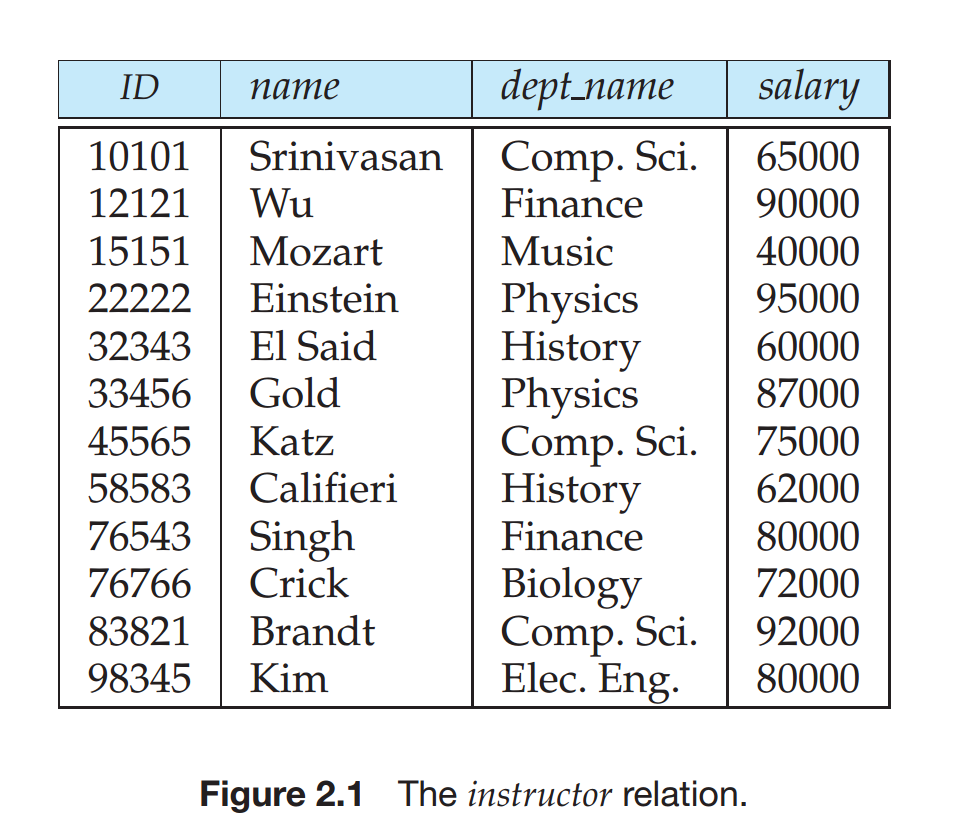 ID name dept_name salary
10101 Srinivasan Comp. Sci. 65000
12121 Wu Finance 90000
15151 Mozart Music 40000
22222 Einstein Physics 95000
32343 El Said History 60000
33456 Gold Physics 87000
45565 Katz Comp. Sci. 75000
58583 Califieri History 62000
76543 Singh Finance 80000
76766 Crick Biology 72000
83821 Brandt Comp. Sci. 92000
98345 Kim Elec. Eng. 80000
Figure 2.1 The instructor relation.